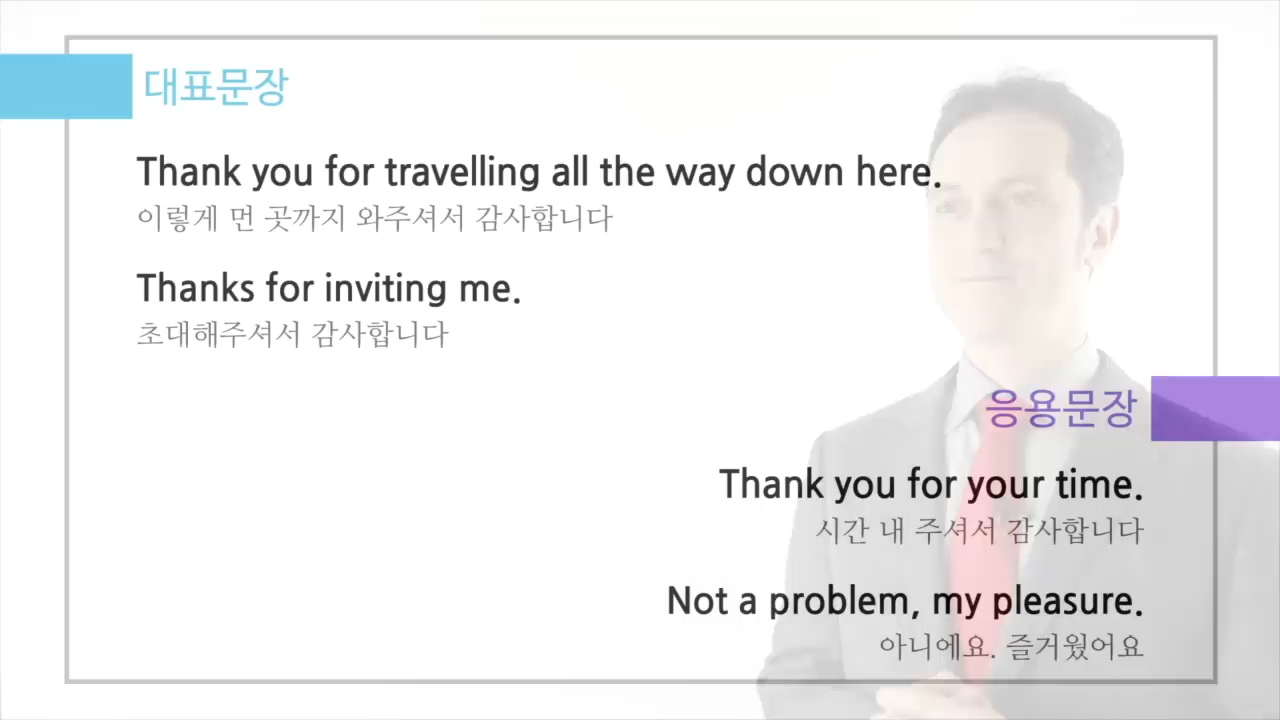 대표문장
Thank you for travelling all the way down here.
이렇게 먼 곳까지 와주셔서 감사합니다
Thanks for inviting me.
초대해주셔서 감사합니다
응용문장
Thank you for your time.
시간 내 주셔서 감사합니다
Not a problem, my pleasure.
아니에요. 즐거웠어요